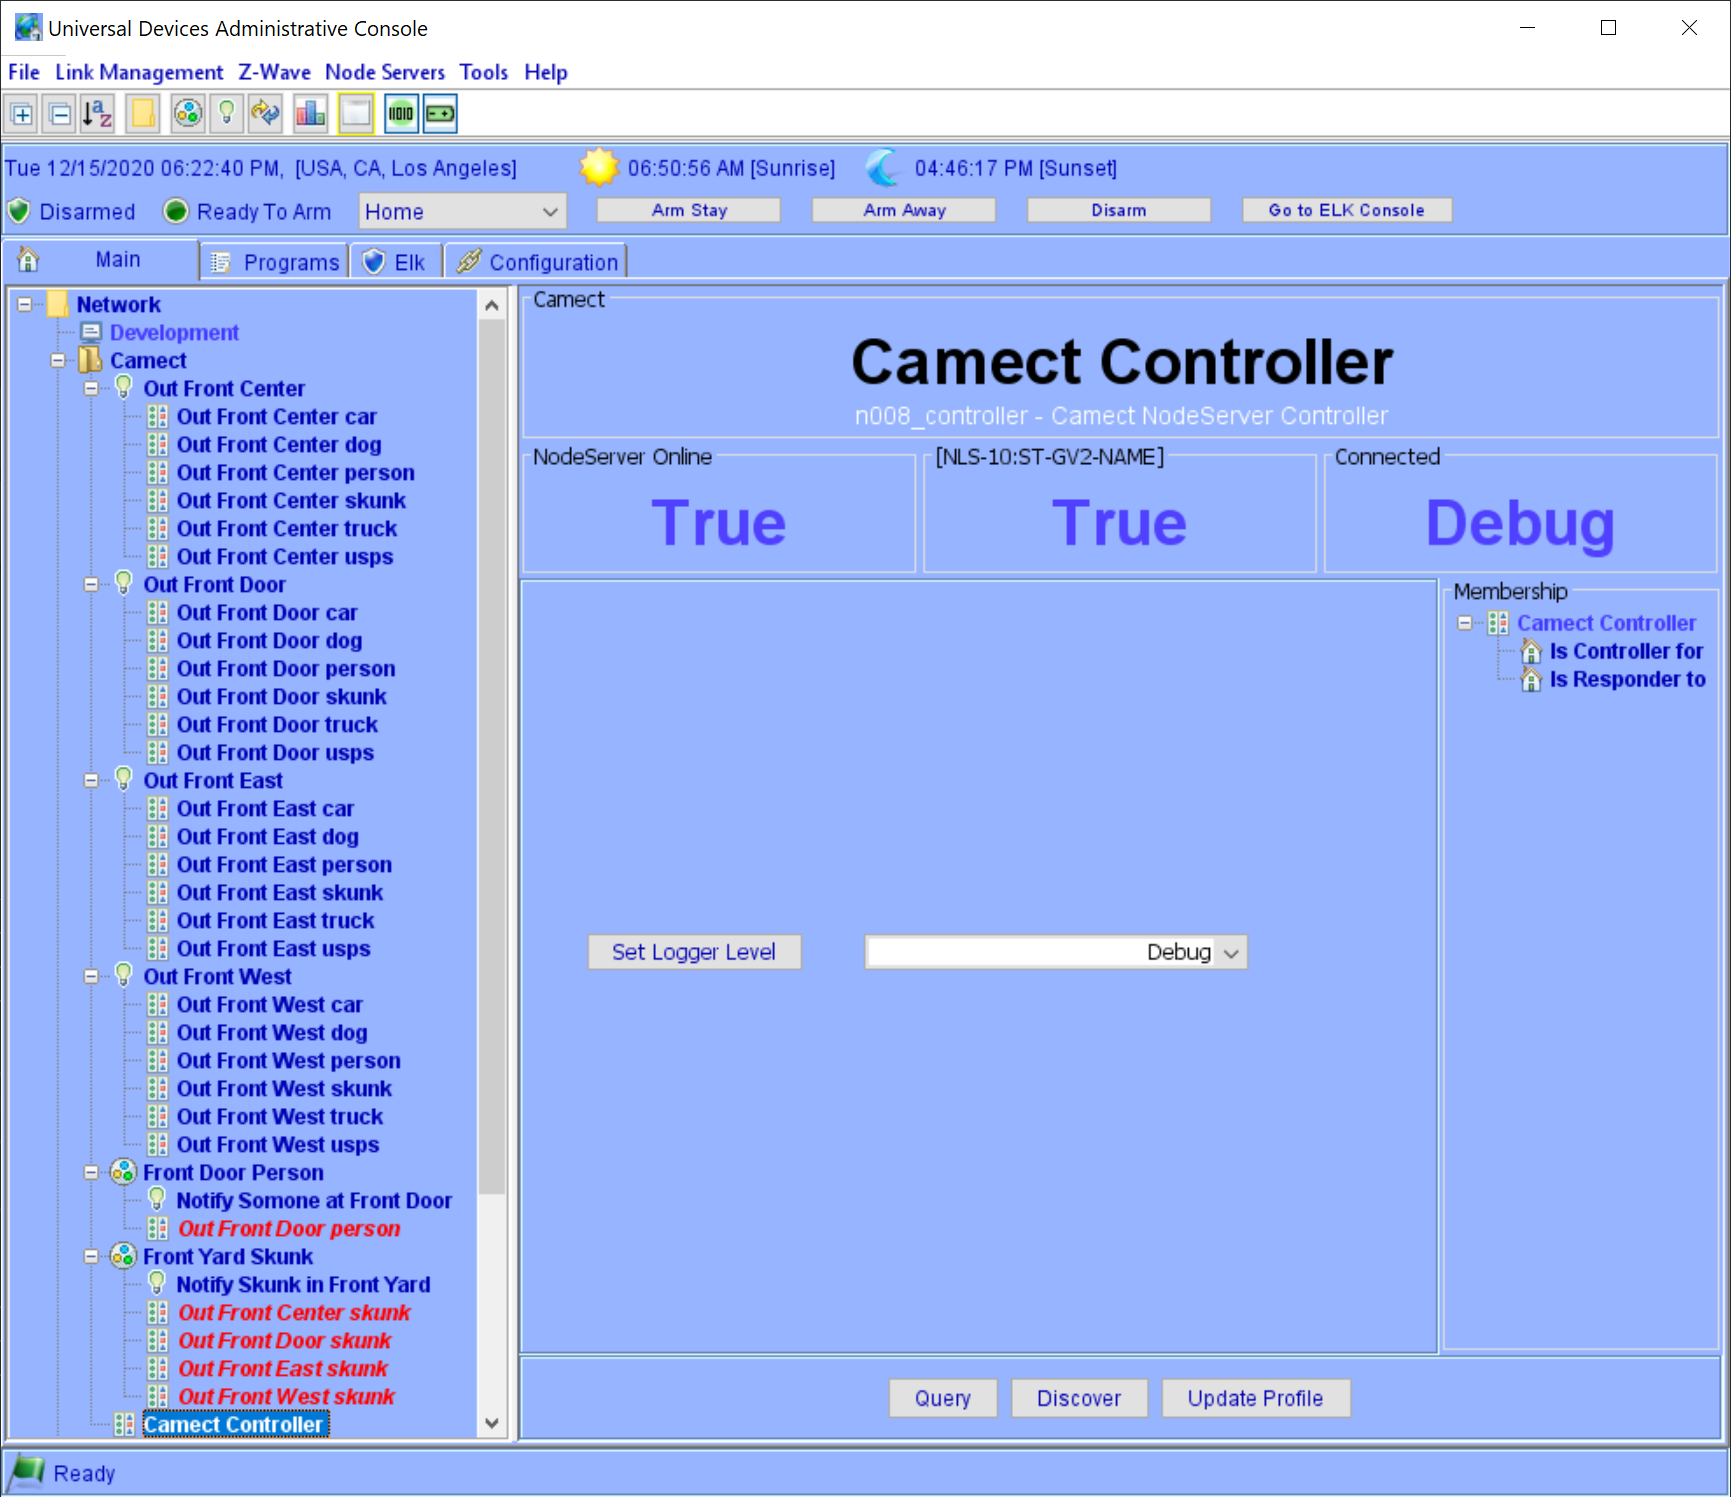 Universal Devices Administrative Console
File Link Management Z-Wave Node Servers Tools Help
Tue 12/15/2020 06:22:40 PM, [USA, CA, Los Angeles] 06:50:56 AM [Sunrise] 04:46:17 PM [Sunset]
Disarmed Ready To Arm Home Arm Stay Arm Away Disarm Go to ELK Console
Main Programs Elk Configuration
Network
Development
Camect
Out Front Center
Out Front Center car
Out Front Center dog
Out Front Center person
Out Front Center skunk
Out Front Center truck
Out Front Center usps
Out Front Door
Out Front Door car
Out Front Door dog
Out Front Door person
Out Front Door skunk
Out Front Door truck
Out Front Door usps
Out Front East
Out Front East car
Out Front East dog
Out Front East person
Out Front East skunk
Out Front East truck
Out Front East usps
Out Front West
Out Front West car
Out Front West dog
Out Front West person
Out Front West skunk
Out Front West truck
Out Front West usps
Front Door Person
Notify Somone at Front Door
Out Front Door person
Front Yard Skunk
Notify Skunk in Front Yard
Out Front Center skunk
Out Front Door skunk
Out Front East skunk
Out Front West skunk
Camect Controller
Camect
Camect Controller
n008_controller - Camect NodeServer Controller
NodeServer Online
True
[NLS-10:ST-GV2-NAME]
True
Connected
Debug
Set Logger Level Debug
Membership
Camect Controller
Is Controller for
Is Responder to
Query Discover Update Profile
Ready